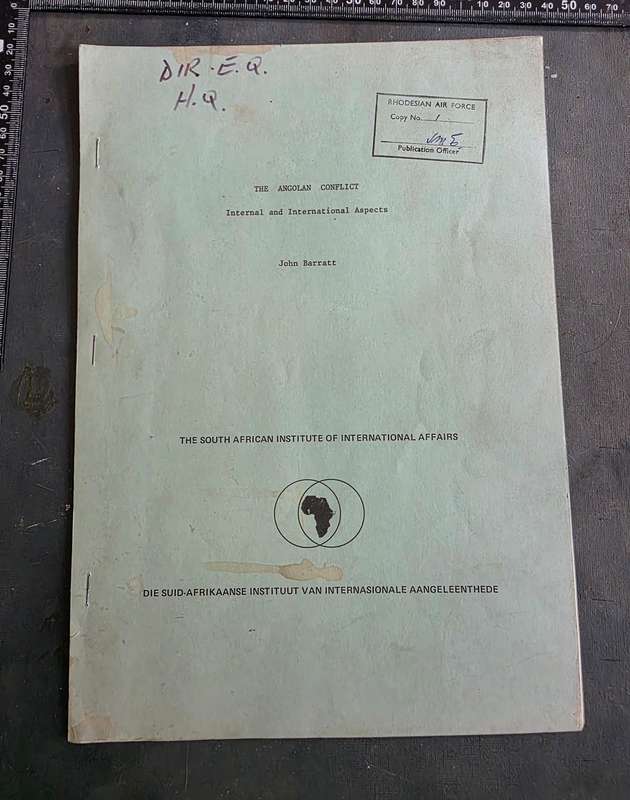 DIR. E. Q.
H.Q.
RHODESIAN AIR FORCE
Copy No. 1
Publication Officer
THE ANGOLAN CONFLICT
Internal and International Aspects
John Barratt
THE SOUTH AFRICAN INSTITUTE OF INTERNATIONAL AFFAIRS
DIE SUID-AFRIKAANSE INSTITUUT VAN INTERNASIONALE AANGELEENTHEDE